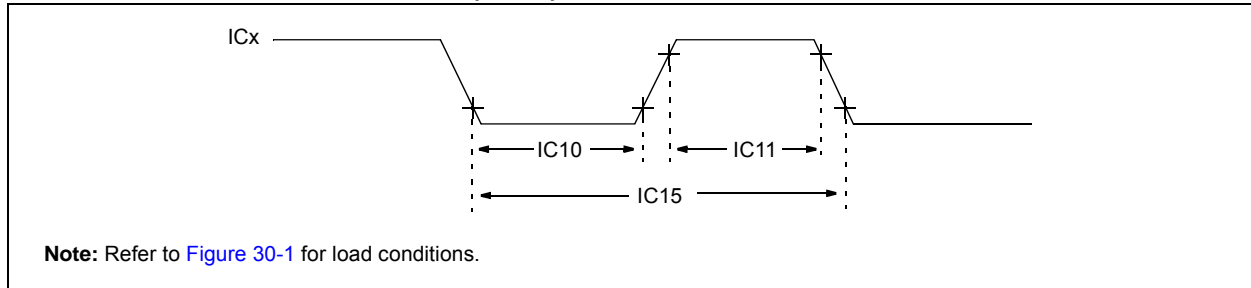 ICx
IC10
IC11
IC15
Note: Refer to Figure 30-1 for load conditions.